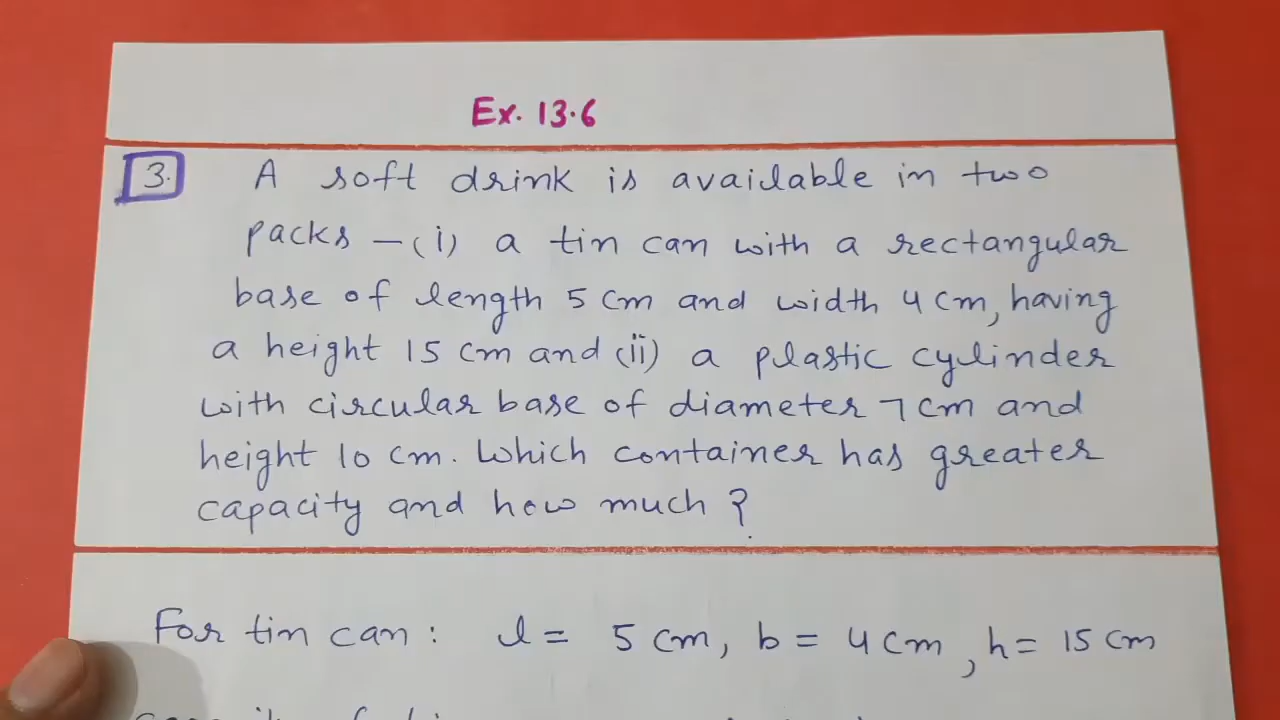 Ex. 13.6
3. A soft drink is available in two
packs - (i) a tin can with a rectangular
base of length 5 cm and width 4 cm, having
a height 15 cm and (ii) a plastic cylinder
with circular base of diameter 7 cm and
height 10 cm. Which container has greater
capacity and how much ?
For tin can : l = 5 cm, b = 4 cm, h = 15 cm